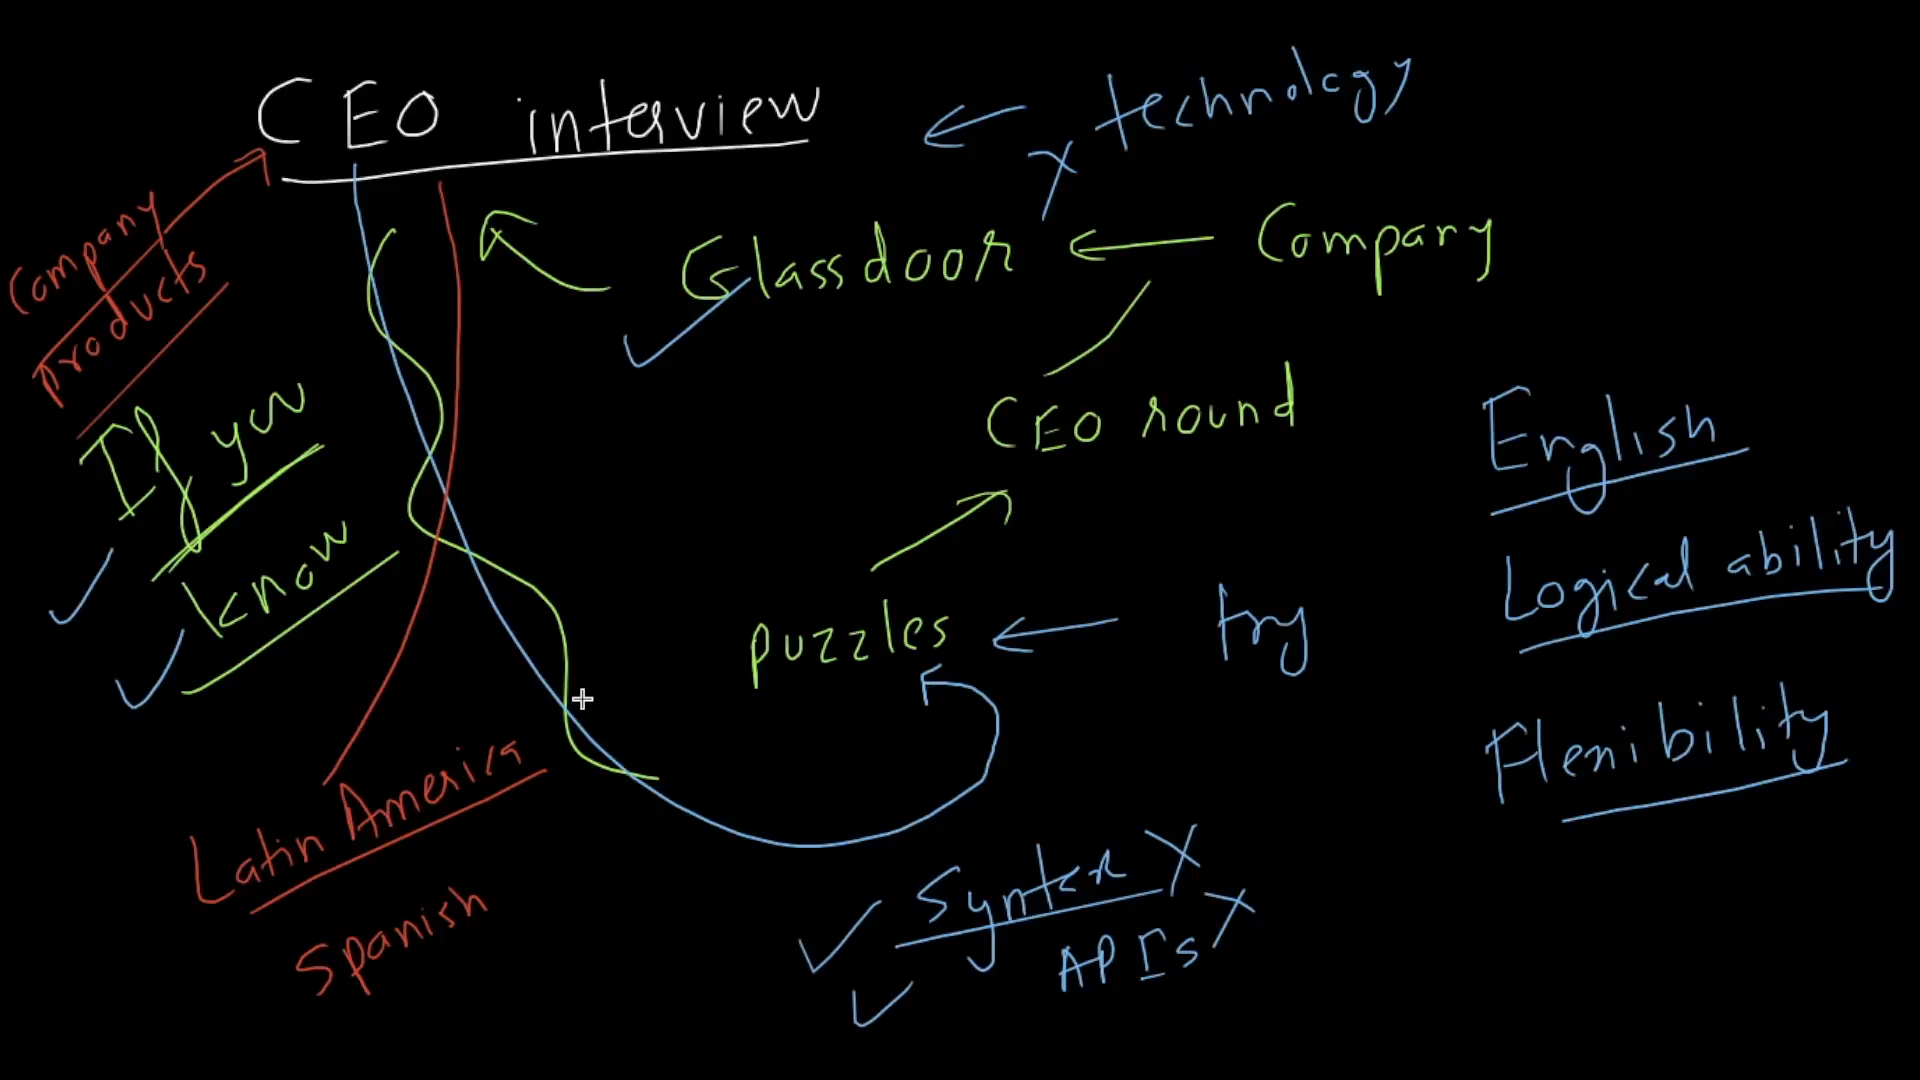 CEO interview
technology
Company
products
Glassdoor
Company
If you
know
CEO round
English
Logical ability
puzzles
try
Flexibility
Latin America
Spanish
Syntax
APIs